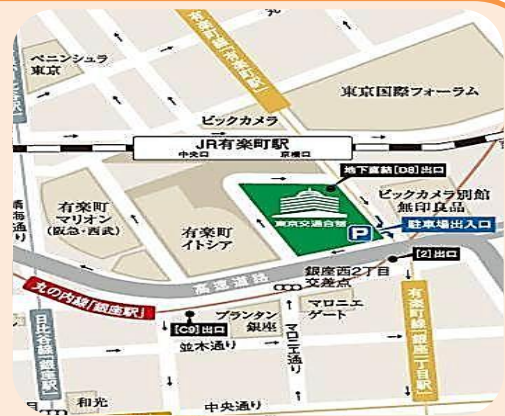 ペニンシュラ
東京
有楽町線「有楽町駅」
東京国際フォーラム
ビックカメラ
JR有楽町駅
中央口
京橋口
地下直結[D8]出口
ビックカメラ別館
無印良品
東京交通会館
P
駐車場出入口
晴海通り
有楽町
マリオン
(阪急・西武)
有楽町
イトシア
[2]出口
高速道路
銀座西2丁目
交差点
丸の内線「銀座駅」
マロニエ
ゲート
[C9]出口
プランタン
銀座
並木通り
マロニエ通り
有楽町線「銀座一丁目駅」
日比谷線「銀座駅」
和光
中央通り